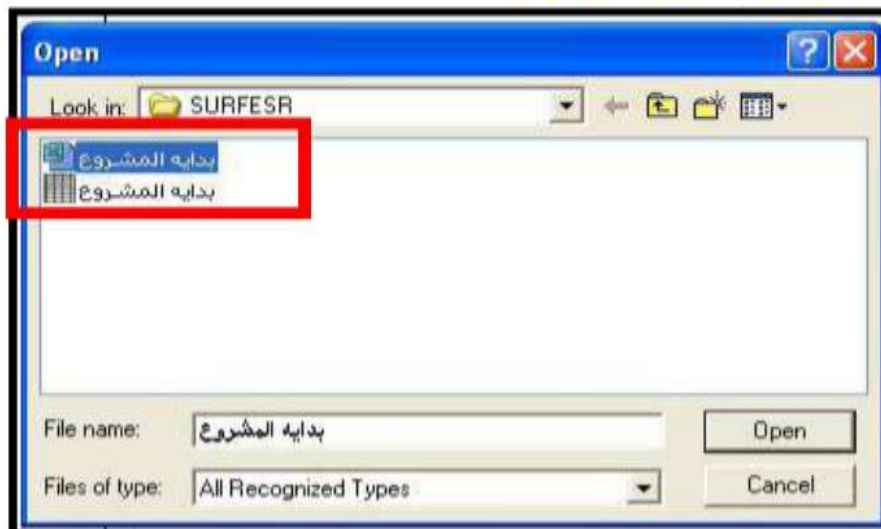 Open
Look in: SURFESR
بدايه المشروع
بدايه المشروع
File name: بدايه المشروع Open
Files of type: All Recognized Types Cancel